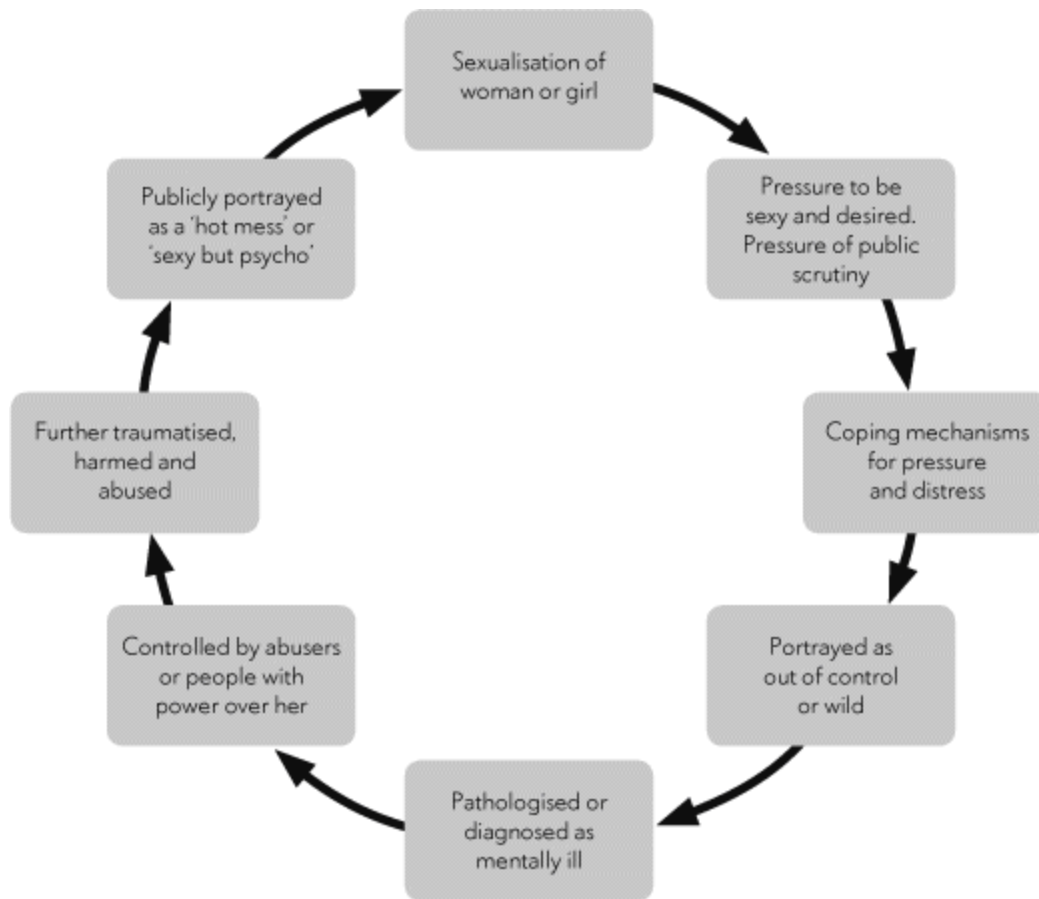 Sexualisation of
woman or girl
Pressure to be
sexy and desired.
Pressure of public
scrutiny
Coping mechanisms
for pressure
and distress
Portrayed as
out of control
or wild
Pathologised or
diagnosed as
mentally ill
Controlled by abusers
or people with
power over her
Further traumatised,
harmed and
abused
Publicly portrayed
as a ‘hot mess’ or
‘sexy but psycho’